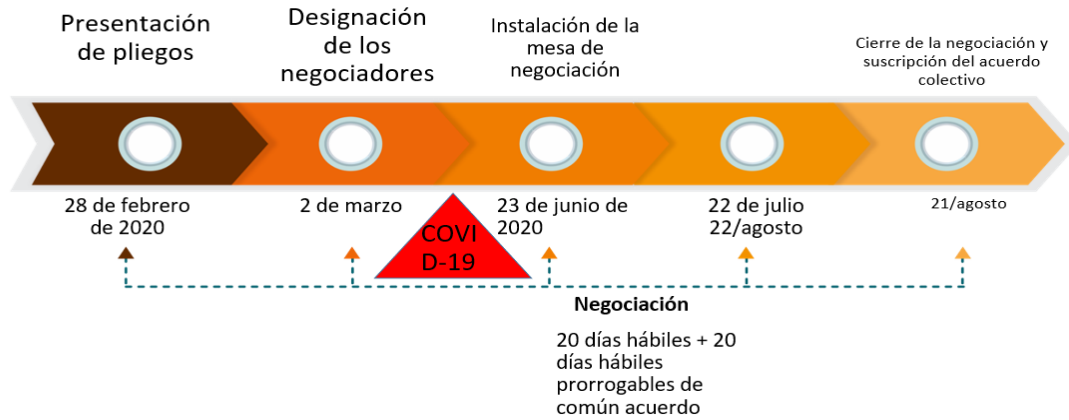 Presentación
de pliegos
Designación
de los
negociadores
Instalación de la
mesa de
negociación
Cierre de la negociación y
suscripción del acuerdo
colectivo
28 de febrero
de 2020
2 de marzo
COVI
D-19
23 de junio de
2020
22 de julio
22/agosto
21/agosto
Negociación
20 días hábiles + 20
días hábiles
prorrogables de
común acuerdo